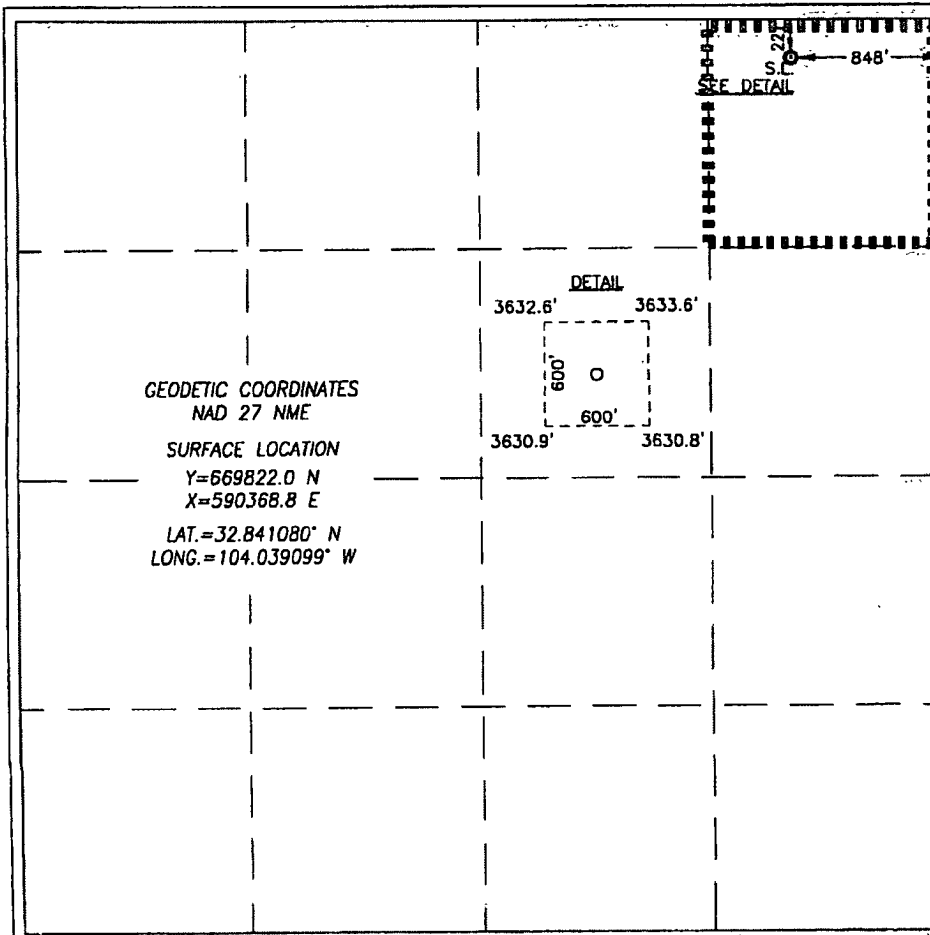 848'
S.L.
SEE DETAIL
DETAIL
3632.6' 3633.6'
600'
600'
3630.9' 3630.8'
GEODETIC COORDINATES
NAD 27 NME
SURFACE LOCATION
Y=669822.0 N
X=590368.8 E
LAT.=32.841080° N
LONG.=104.039099° W